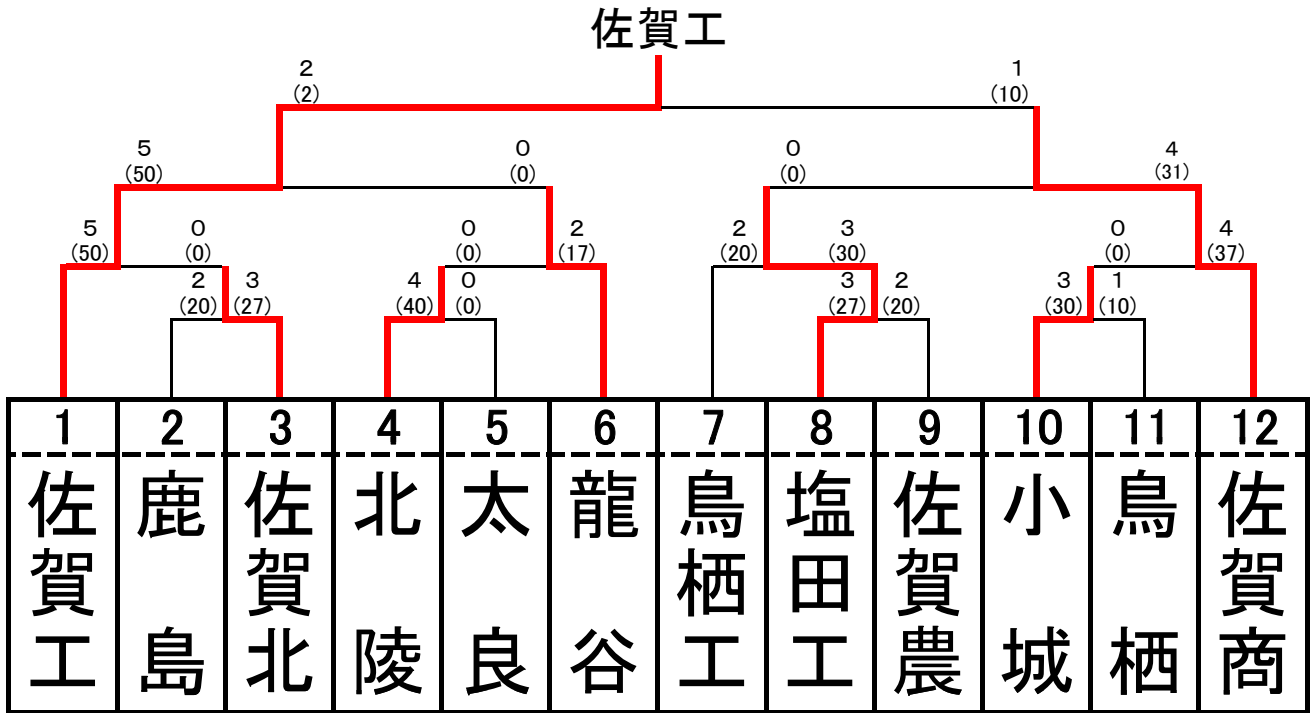 佐賀工
2 1
(2) (10)
5 0 0 4
(50) (0) (0) (31)
5 0 0 2 2 3 0 4
(50) (0) (0) (17) (20) (30) (0) (37)
2 3 4 0 3 2 3 1
(20) (27) (40) (0) (27) (20) (30) (10)
1 2 3 4 5 6 7 8 9 10 11 12
佐賀工
鹿島
佐賀北
北陵
太良
龍谷
鳥栖工
塩田工
佐賀農
小城
鳥栖
佐賀商